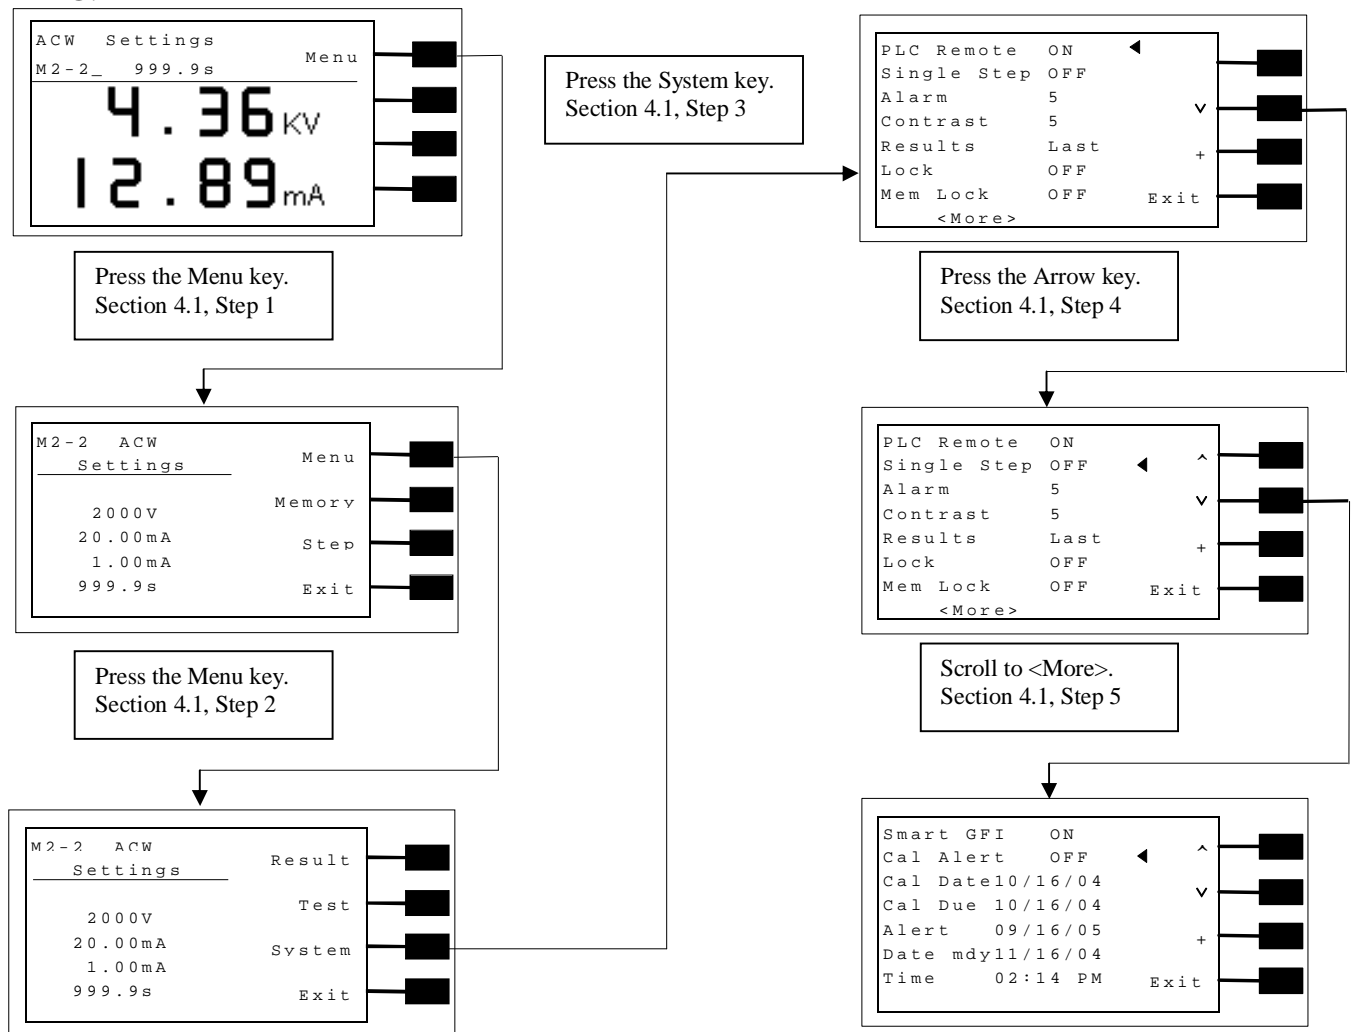 ACW Settings
Menu
M2-2_ 999.9s
4.36KV
12.89mA
Press the Menu key.
Section 4.1, Step 1
M2-2 ACW
Settings
Menu
Memory
2000V
20.00mA
Step
1.00mA
999.9s
Exit
Press the Menu key.
Section 4.1, Step 2
M2-2 ACW
Settings
Result
Test
2000V
20.00mA
System
1.00mA
999.9s
Exit
Press the System key.
Section 4.1, Step 3
PLC Remote ON
Single Step OFF
Alarm 5
v
Contrast 5
Results Last
+
Lock OFF
Mem Lock OFF
Exit
<More>
Press the Arrow key.
Section 4.1, Step 4
PLC Remote ON
^
Single Step OFF
Alarm 5
v
Contrast 5
Results Last
+
Lock OFF
Mem Lock OFF
Exit
<More>
Scroll to <More>.
Section 4.1, Step 5
Smart GFI ON
^
Cal Alert OFF
Cal Date10/16/04
v
Cal Due 10/16/04
Alert 09/16/05
+
Date mdy11/16/04
Time 02:14 PM
Exit